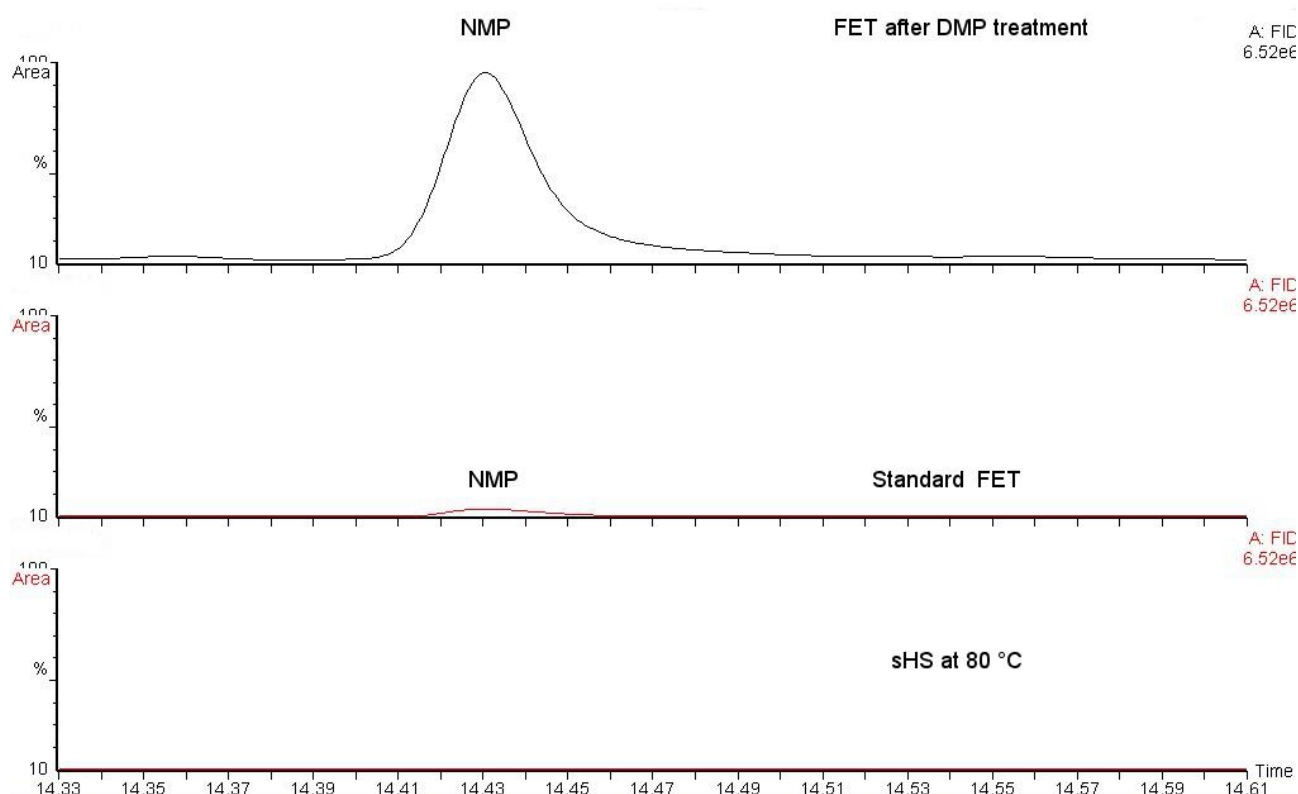 NMP FET after DMP treatment A: FID
6.52e6
100
Area
%
10
A: FID
6.52e6
100
Area
%
NMP Standard FET
10
A: FID
6.52e6
100
Area
sHS at 80 °C
%
10
Time
14.33 14.35 14.37 14.39 14.41 14.43 14.45 14.47 14.49 14.51 14.53 14.55 14.57 14.59 14.61